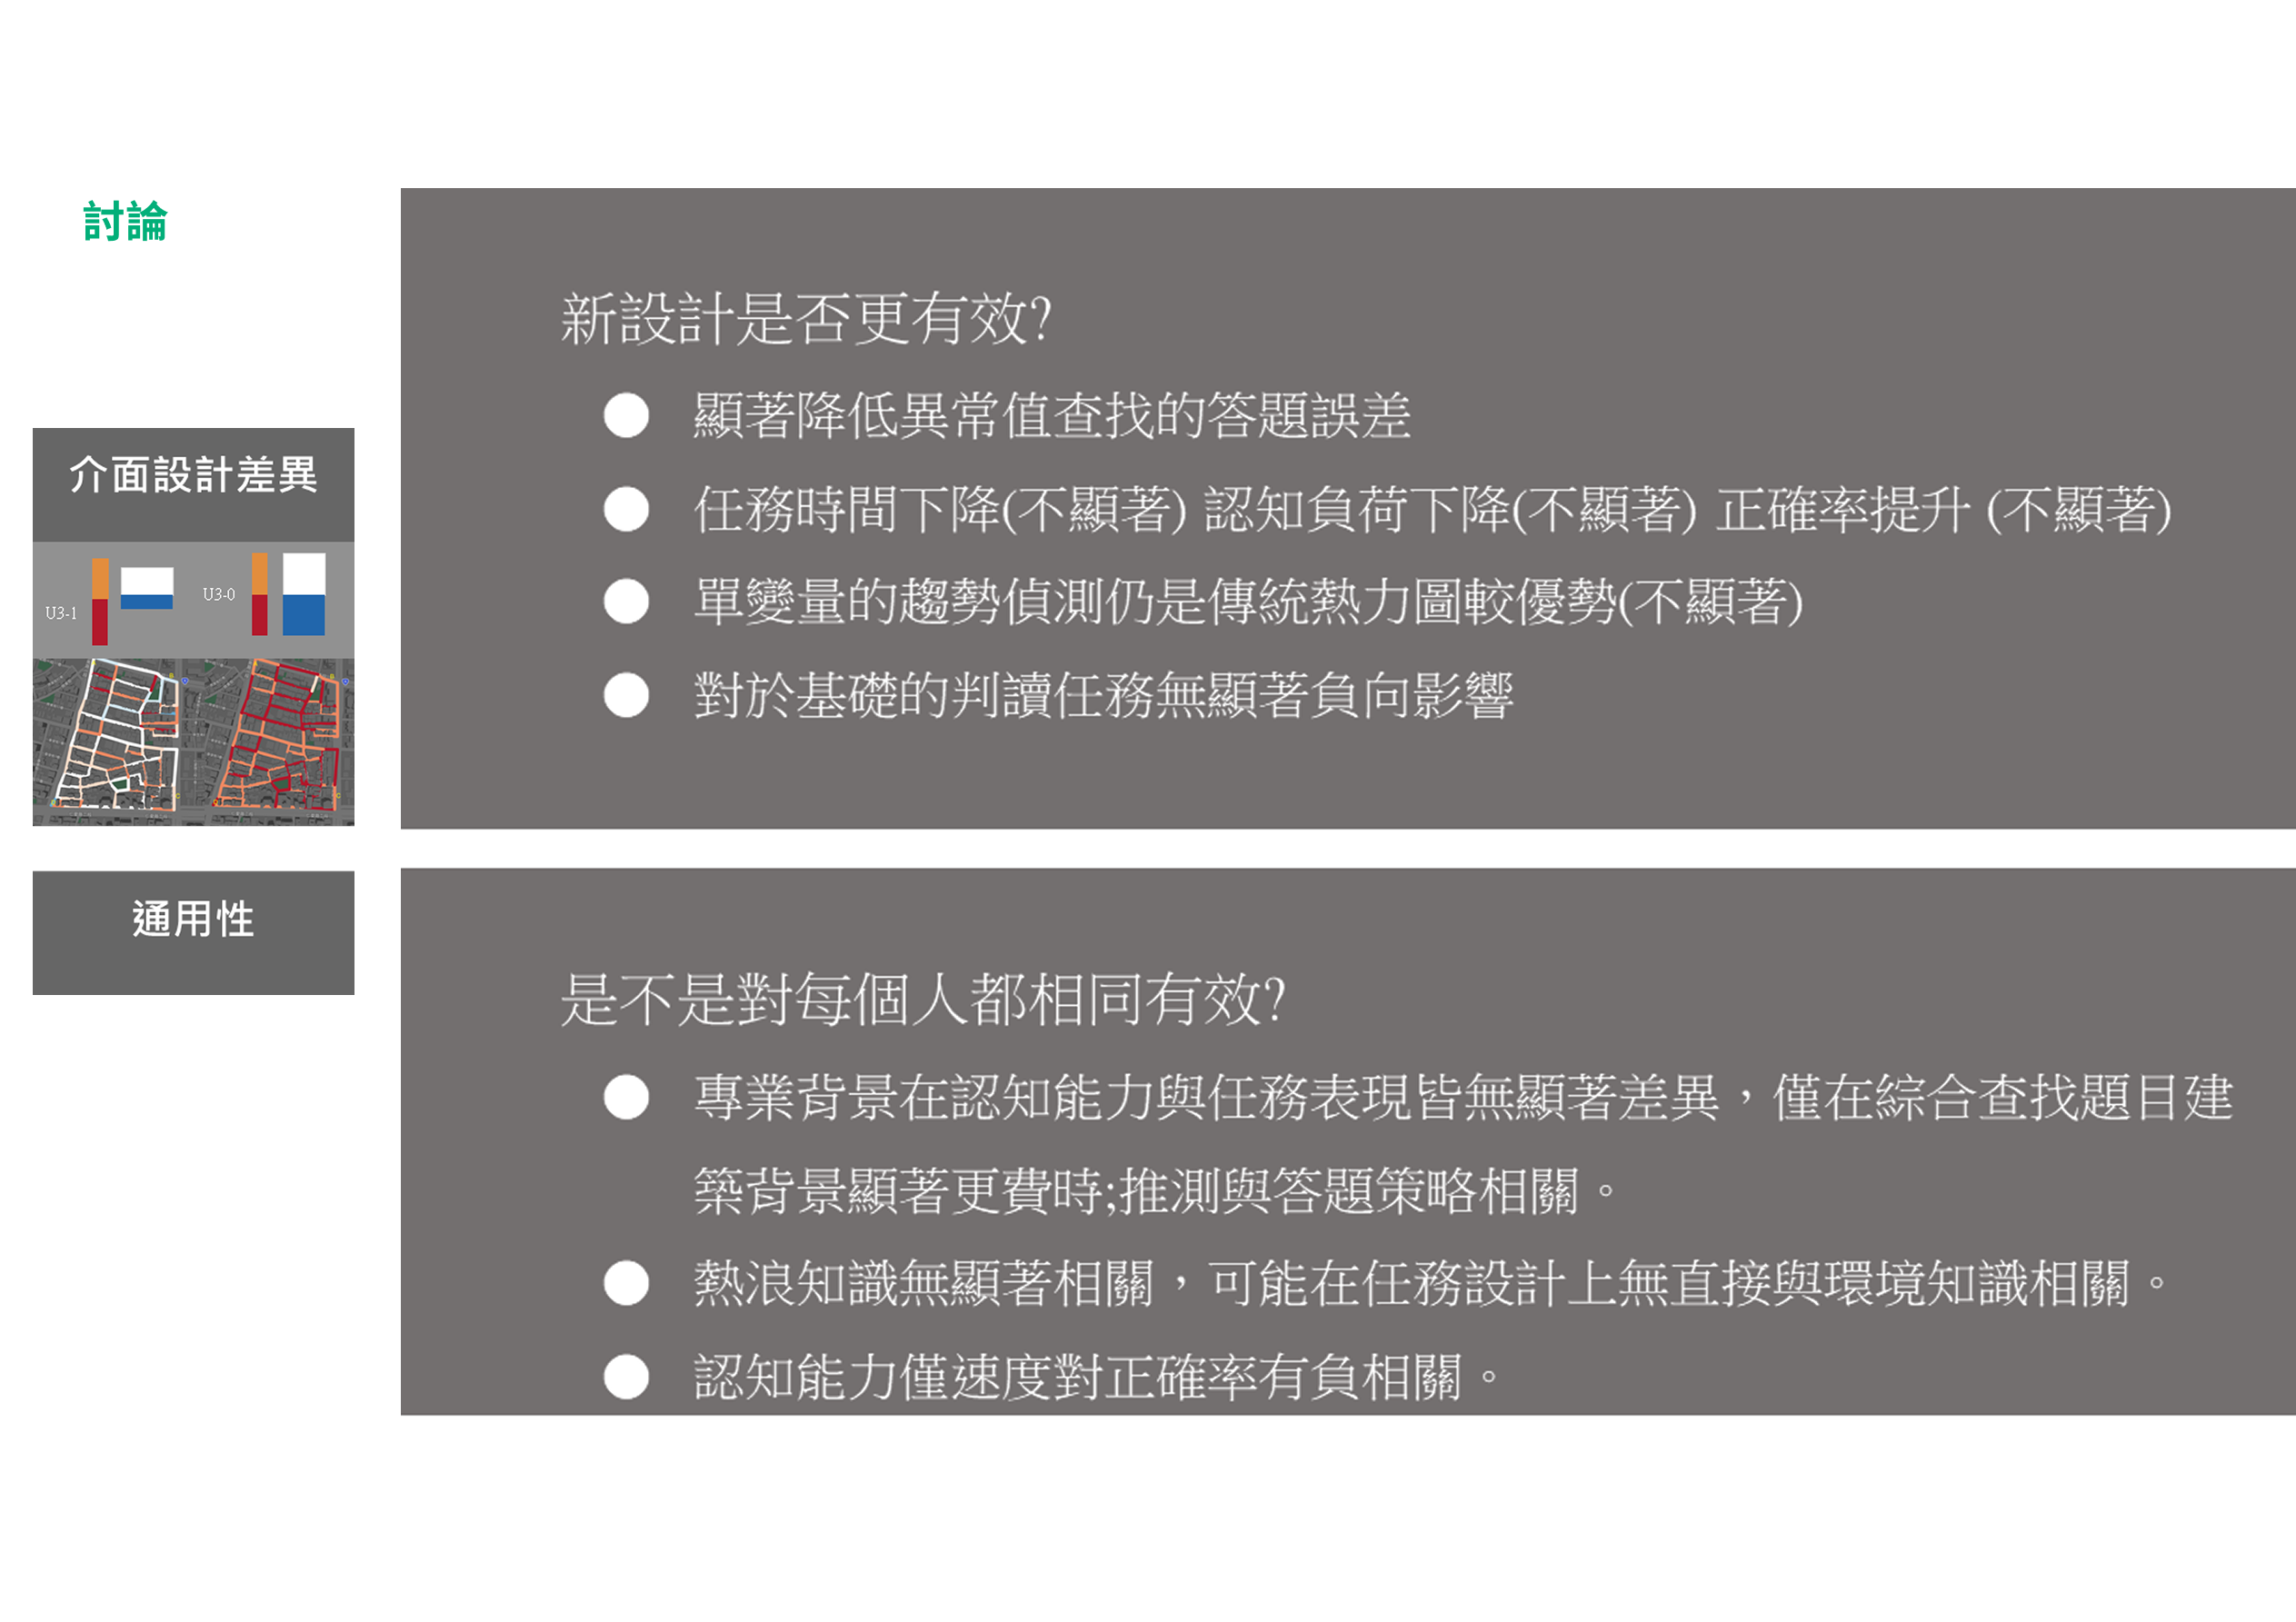 討論
介面設計差異
U3-1
U3-0
新設計是否更有效?
顯著降低異常值查找的答題誤差
任務時間下降(不顯著) 認知負荷下降(不顯著) 正確率提升 (不顯著)
單變量的趨勢偵測仍是傳統熱力圖較優勢(不顯著)
對於基礎的判讀任務無顯著負向影響
通用性
是不是對每個人都相同有效?
專業背景在認知能力與任務表現皆無顯著差異，僅在綜合查找題目建
築背景顯著更費時;推測與答題策略相關。
熱浪知識無顯著相關，可能在任務設計上無直接與環境知識相關。
認知能力僅速度對正確率有負相關。